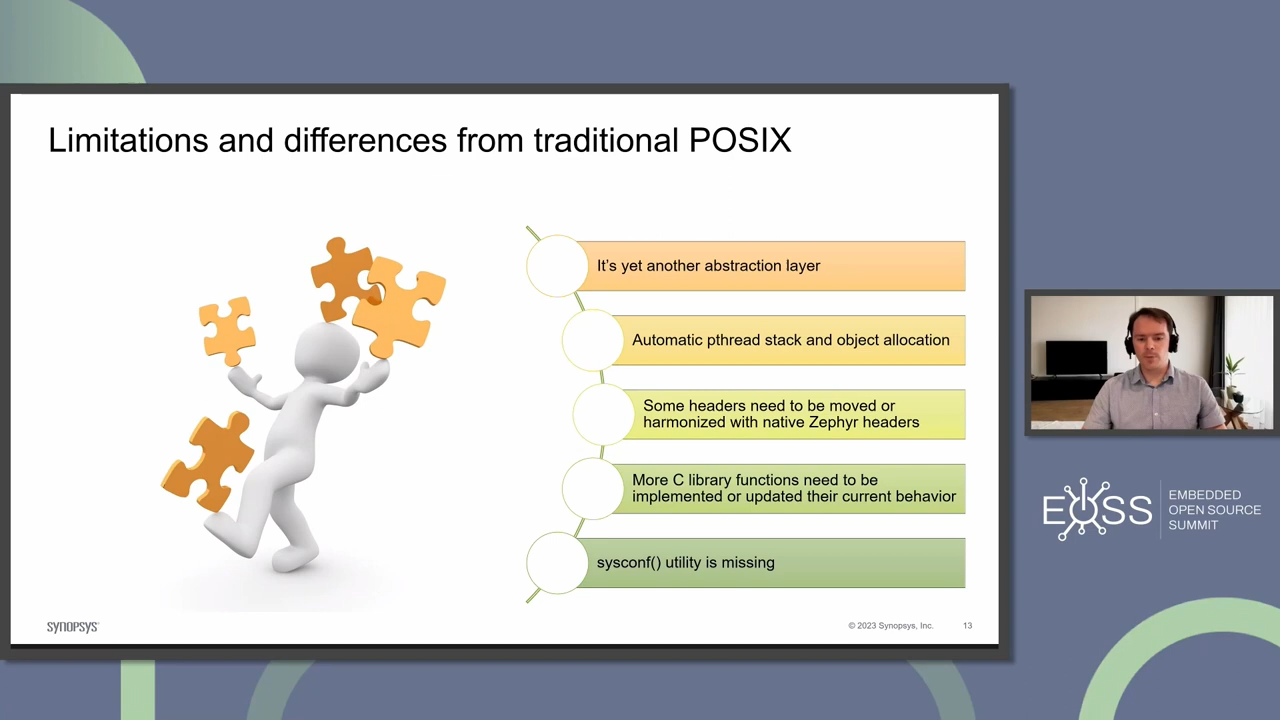 Limitations and differences from traditional POSIX
It's yet another abstraction layer
Automatic pthread stack and object allocation
Some headers need to be moved or
harmonized with native Zephyr headers
More C library functions need to be
implemented or updated their current behavior
sysconf() utility is missing
SYNOPSYS®
© 2023 Synopsys, Inc.
13
EOSS
EMBEDDED
OPEN SOURCE
SUMMIT